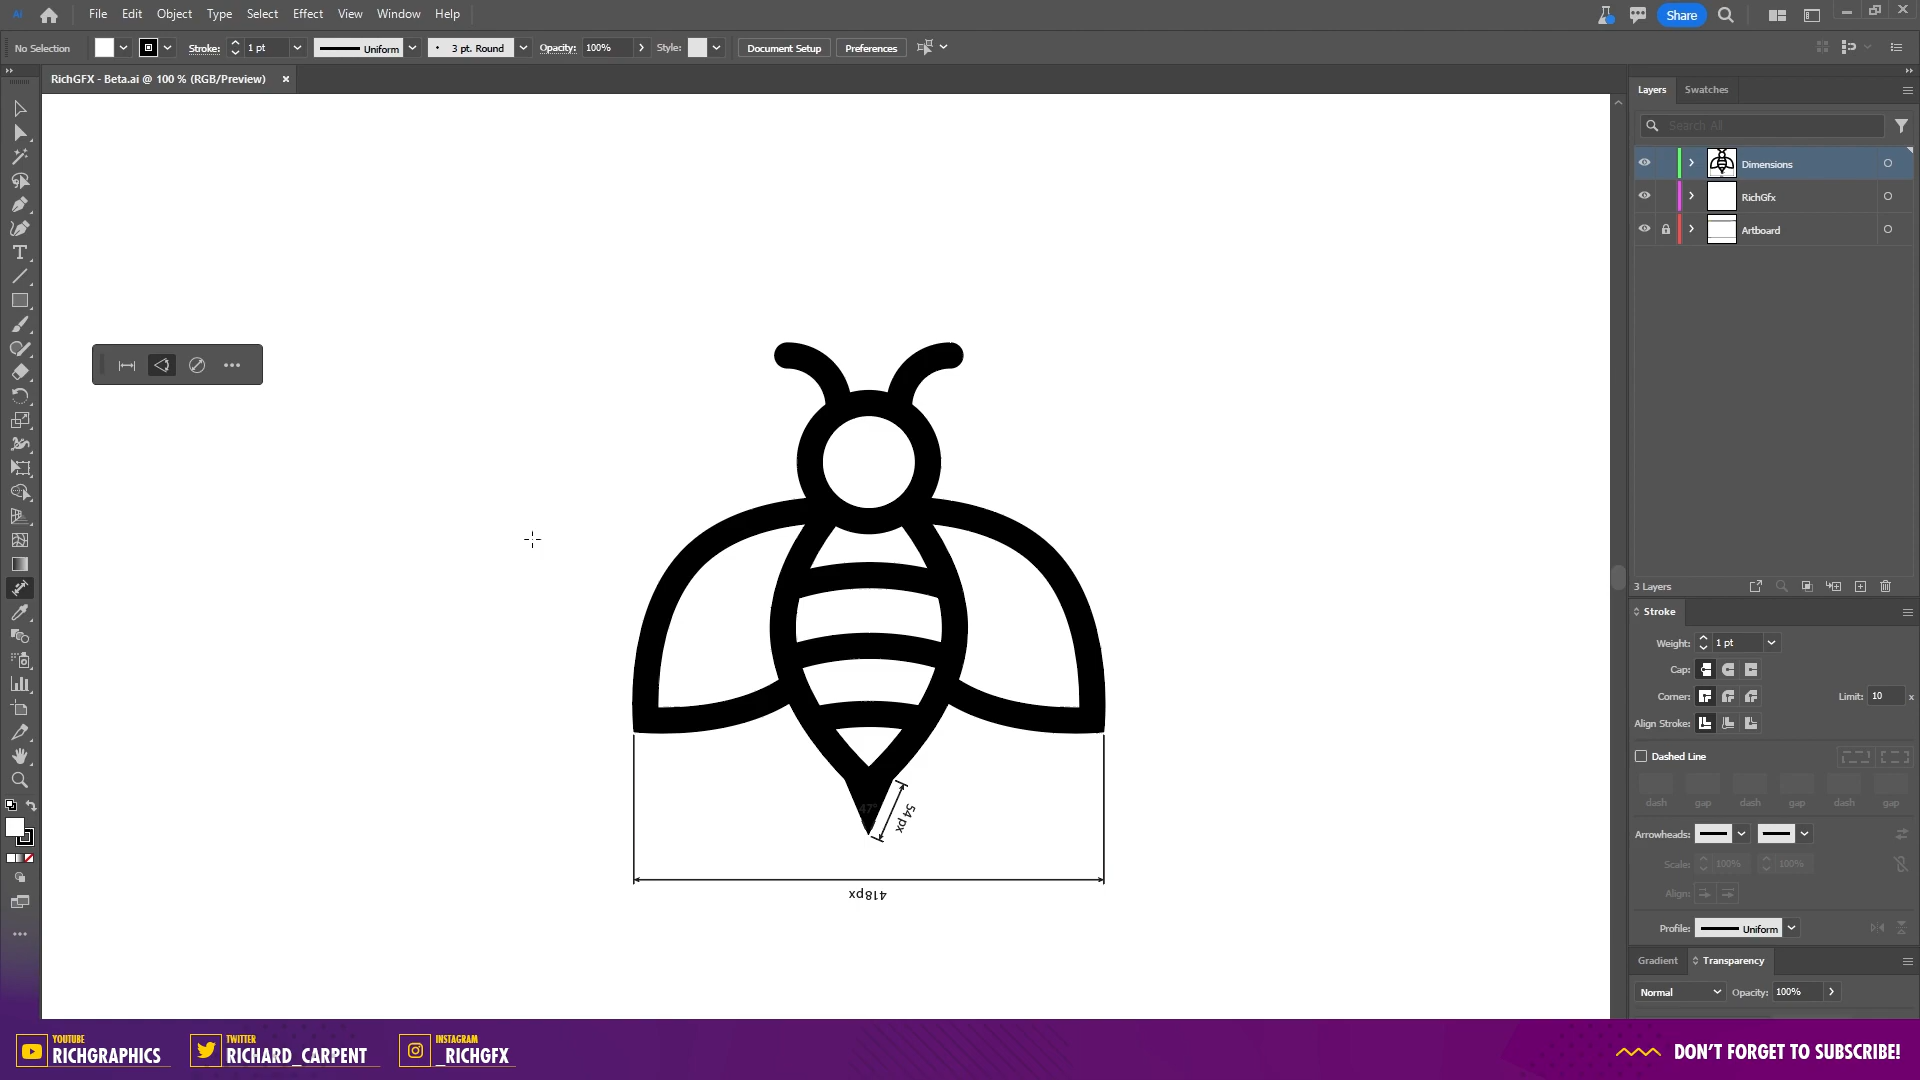 Ai File Edit Object Type Select Effect View Window Help Share
No Selection Stroke: 1 pt Uniform 3 pt. Round Opacity: 100% Style: Document Setup Preferences
RichGFX - Beta.ai @ 100 % (RGB/Preview) ×
Layers Swatches
Search All
Dimensions
RichGfx
Artboard
3 Layers
Stroke
Weight: 1 pt
Cap:
Corner: Limit: 10 x
Align Stroke:
Dashed Line
dash gap dash gap dash gap
Arrowheads:
Scale: 100% 100%
Align:
Profile: Uniform
Gradient Transparency
Normal Opacity: 100%
47°
54 px
418px
YOUTUBE
RICHGRAPHICS
TWITTER
RICHARD_CARPENT
INSTAGRAM
_RICHGFX
DON'T FORGET TO SUBSCRIBE!